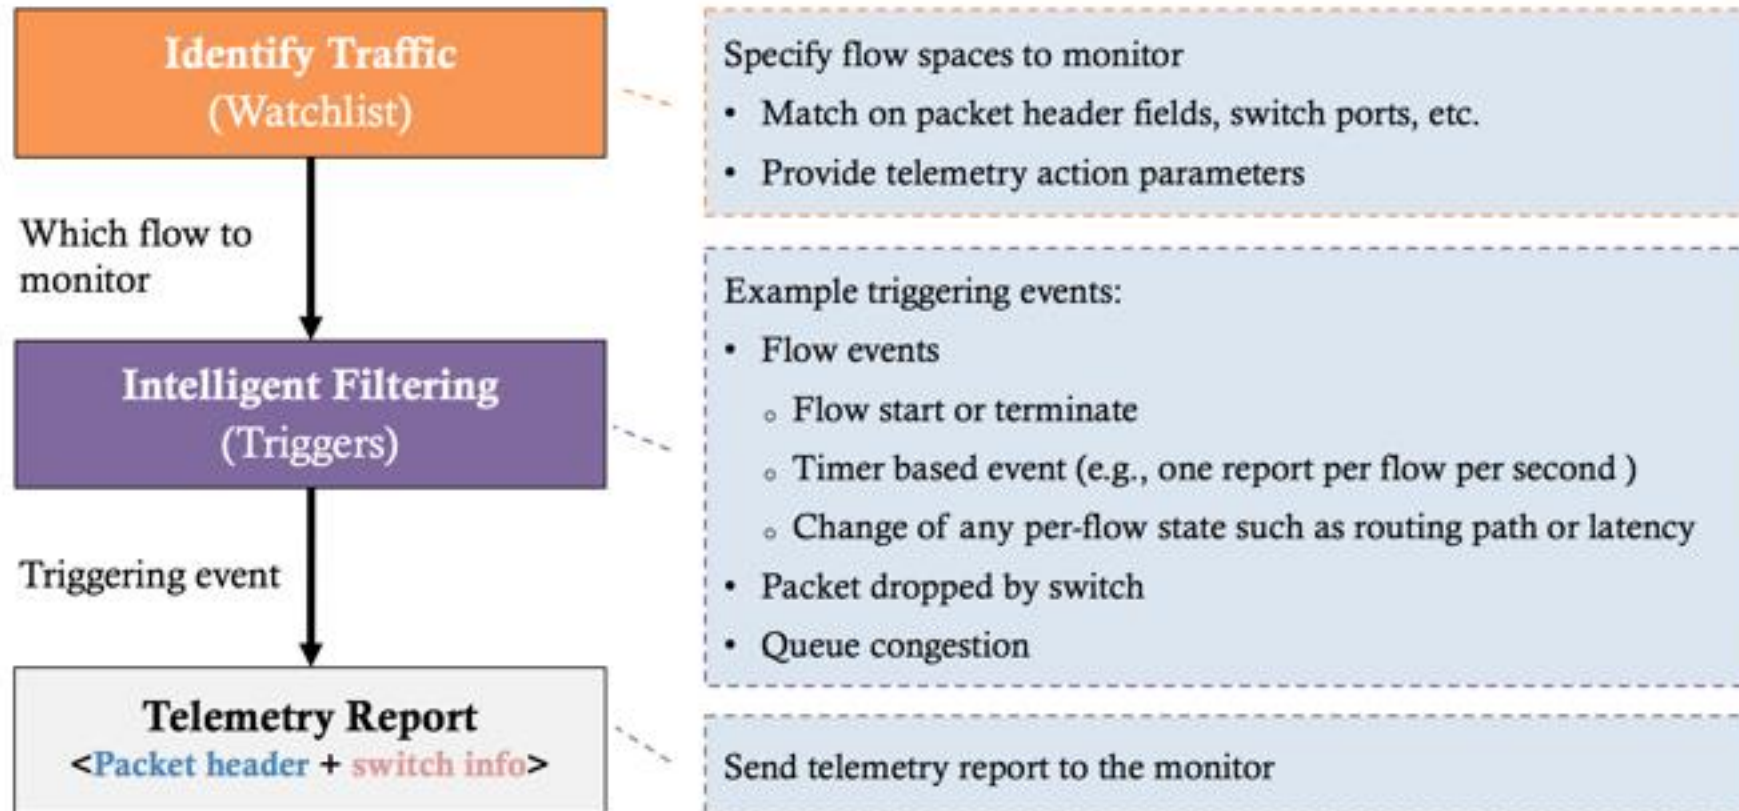 Identify Traffic
(Watchlist)
Specify flow spaces to monitor
• Match on packet header fields, switch ports, etc.
• Provide telemetry action parameters
Which flow to
monitor
Intelligent Filtering
(Triggers)
Example triggering events:
• Flow events
◦ Flow start or terminate
◦ Timer based event (e.g., one report per flow per second )
◦ Change of any per-flow state such as routing path or latency
• Packet dropped by switch
• Queue congestion
Triggering event
Telemetry Report
<Packet header + switch info>
Send telemetry report to the monitor